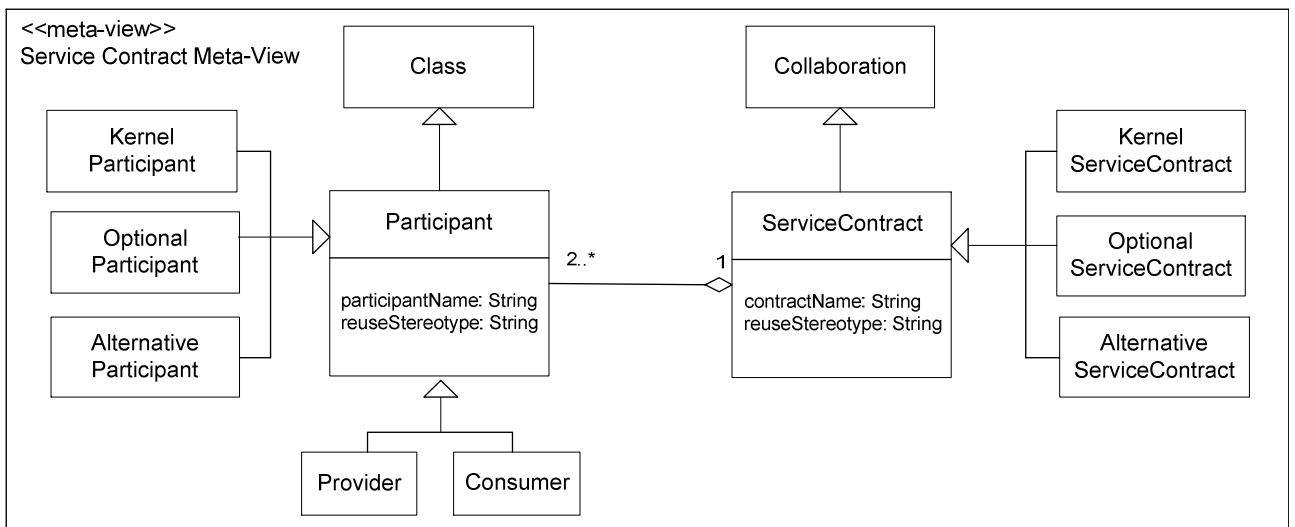 <<meta-view>>
Service Contract Meta-View
Class
Collaboration
Kernel
Participant
Optional
Participant
Alternative
Participant
Participant
participantName: String
reuseStereotype: String
2..*
1
ServiceContract
contractName: String
reuseStereotype: String
Kernel
ServiceContract
Optional
ServiceContract
Alternative
ServiceContract
Provider
Consumer